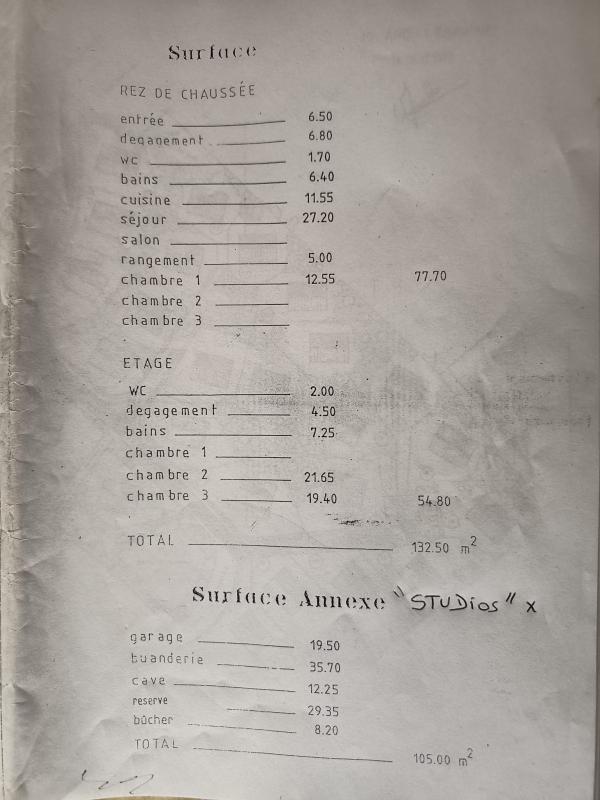 Surface
REZ DE CHAUSSÉE
entrée 6.50
degagement 6.80
wc 1.70
bains 6.40
cuisine 11.55
séjour 27.20
salon
rangement 5.00
chambre 1 12.55 77.70
chambre 2
chambre 3
ETAGE
WC 2.00
degagement 4.50
bains 7.25
chambre 1
chambre 2 21.65
chambre 3 19.40 54.80
TOTAL 132.50 m²
Surface Annexe "STUDios" x
garage 19.50
buanderie 35.70
cave 12.25
reserve 29.35
bûcher 8.20
TOTAL 105.00 m²